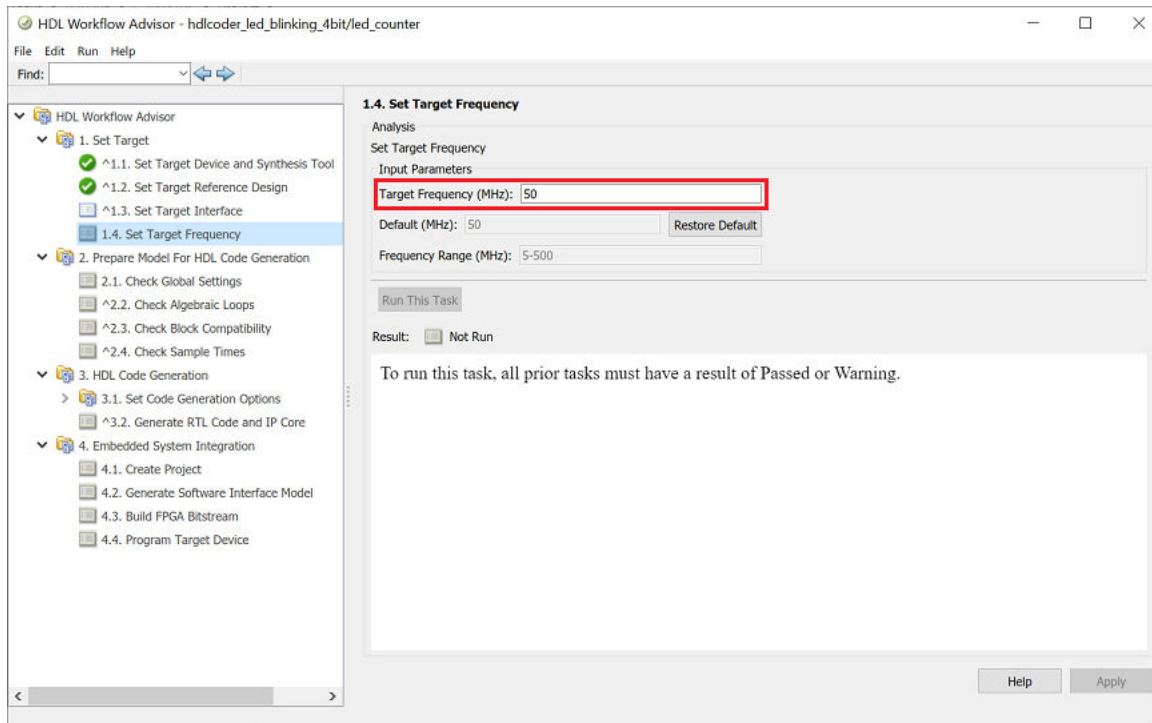 HDL Workflow Advisor - hdlcoder_led_blinking_4bit/led_counter
File Edit Run Help
Find:
HDL Workflow Advisor
1. Set Target
^1.1. Set Target Device and Synthesis Tool
^1.2. Set Target Reference Design
^1.3. Set Target Interface
1.4. Set Target Frequency
2. Prepare Model For HDL Code Generation
2.1. Check Global Settings
^2.2. Check Algebraic Loops
^2.3. Check Block Compatibility
^2.4. Check Sample Times
3. HDL Code Generation
3.1. Set Code Generation Options
^3.2. Generate RTL Code and IP Core
4. Embedded System Integration
4.1. Create Project
4.2. Generate Software Interface Model
4.3. Build FPGA Bitstream
4.4. Program Target Device
1.4. Set Target Frequency
Analysis
Set Target Frequency
Input Parameters
Target Frequency (MHz): 50
Default (MHz): 50 Restore Default
Frequency Range (MHz): 5-500
Run This Task
Result: Not Run
To run this task, all prior tasks must have a result of Passed or Warning.
Help Apply